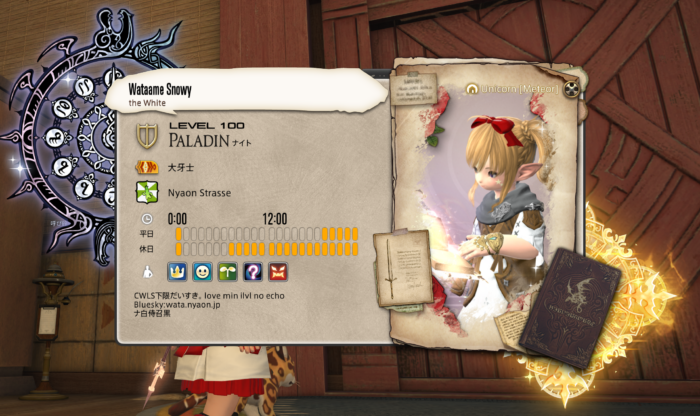 Wataame Snowy
the White
Unicorn [Meteor]
LEVEL 100
PALADIN ナイト
大牙士
Nyaon Strasse
0:00 12:00
平日
休日
CWLS下限だいすき。love min ilvl no echo
Bluesky:wata.nyaon.jp
ナ白侍召黒